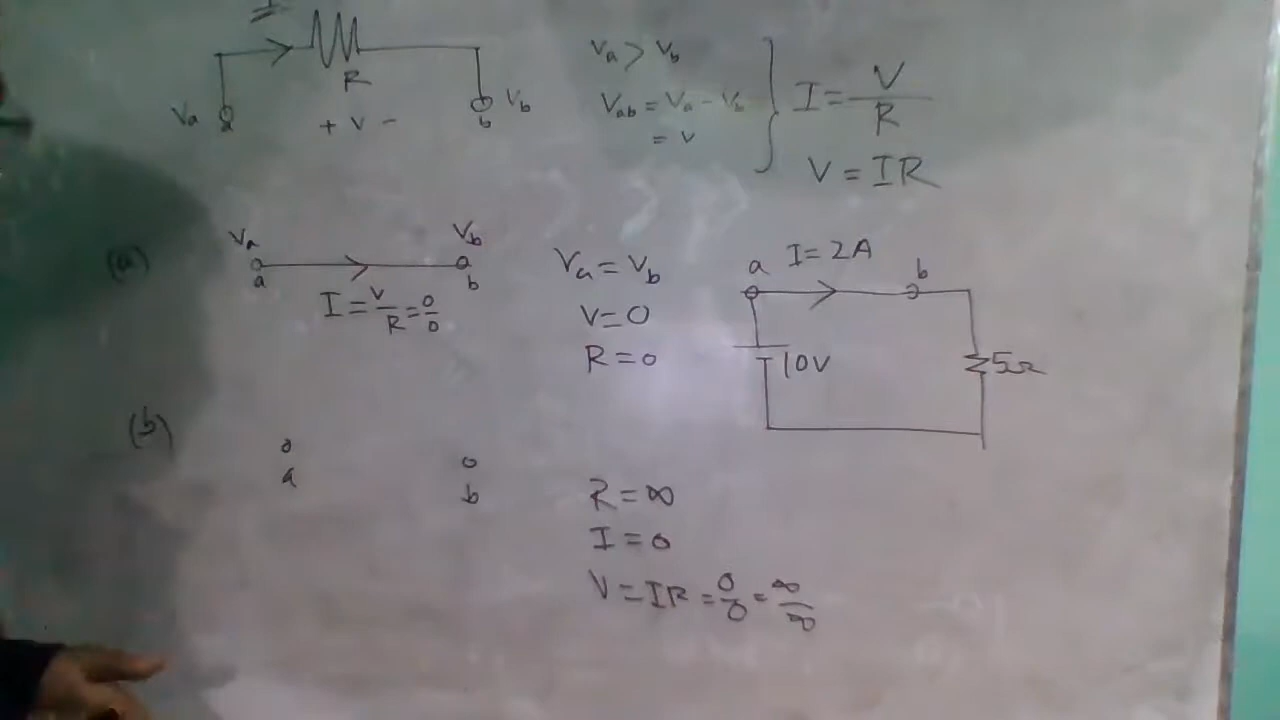 I
R
Va a + V - b Vb
Va > Vb
Vab = Va - Vb
= V
I = V/R
V = IR
(a)
Va Vb
a b
I = V/R = 0/0
Va = Vb
V = 0
R = 0
a I = 2A b
10V 5Ω
(b)
a b
R = ∞
I = 0
V = IR = 0/0 = ∞/∞